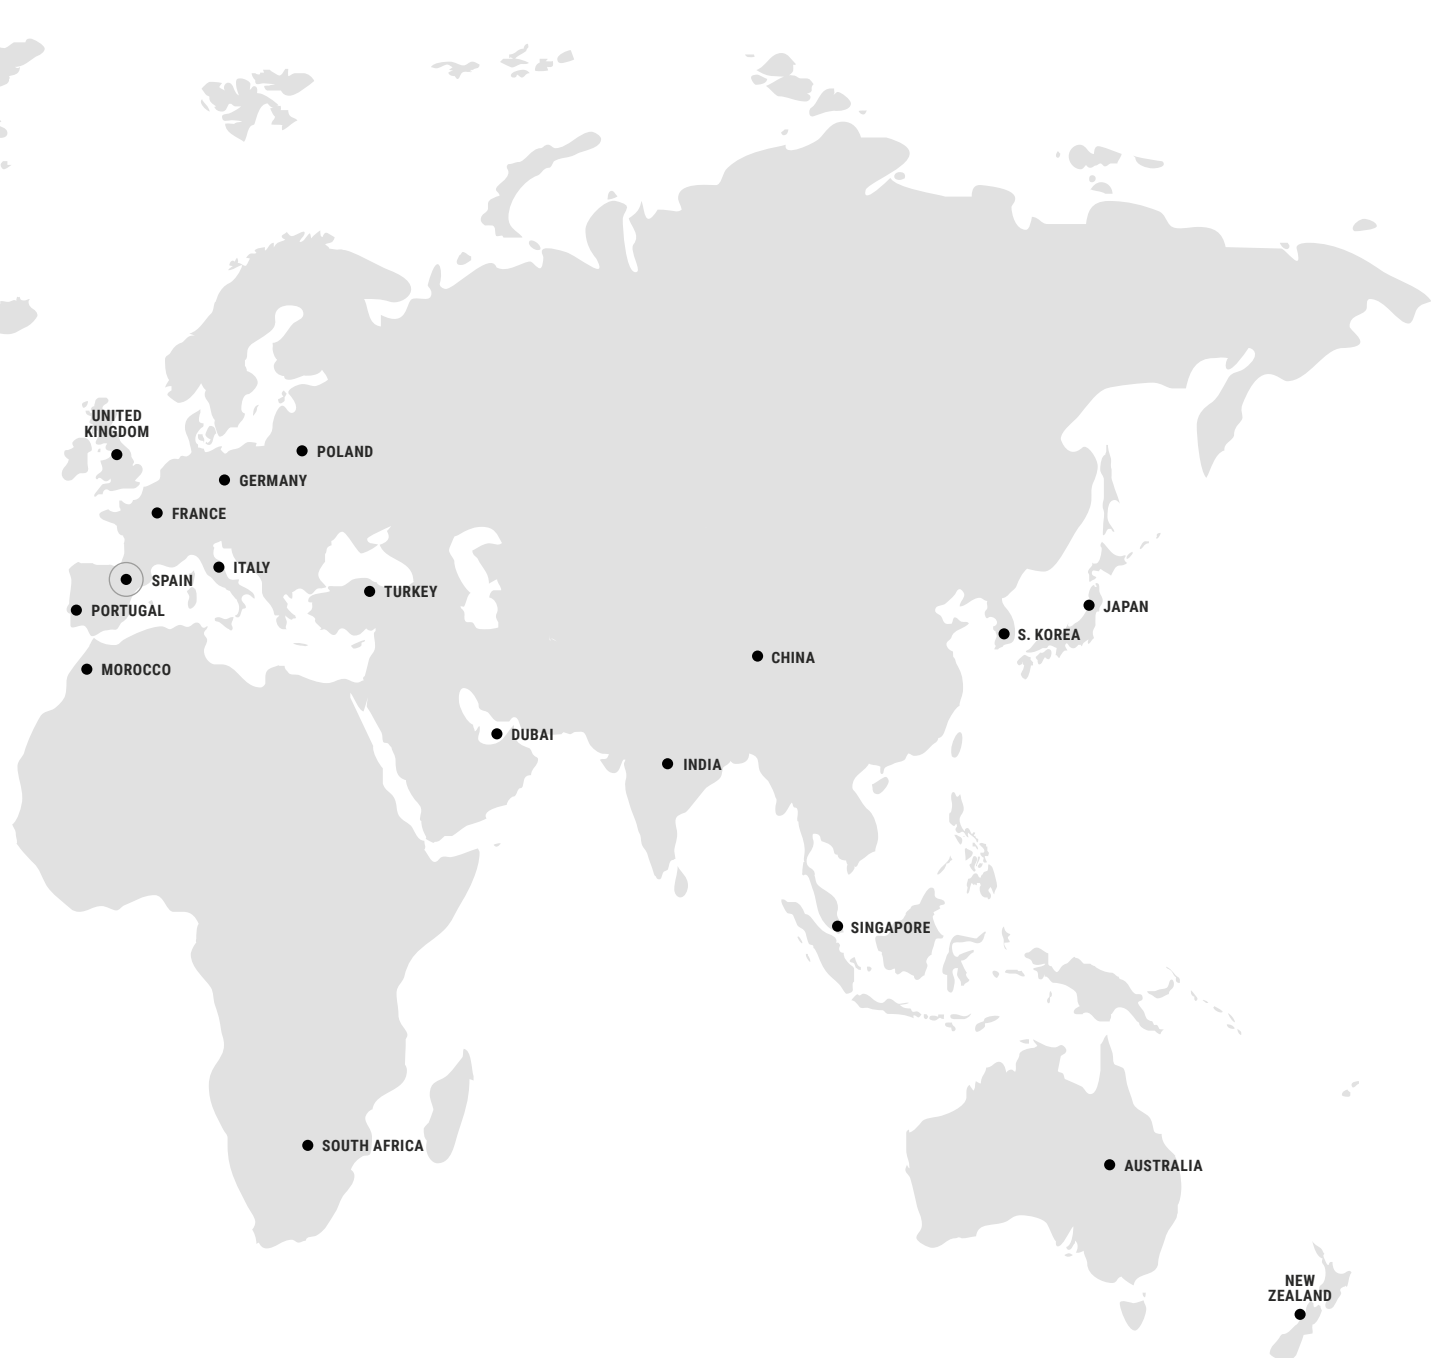 UNITED
KINGDOM
POLAND
GERMANY
FRANCE
ITALY
SPAIN
TURKEY
PORTUGAL
JAPAN
S. KOREA
CHINA
MOROCCO
DUBAI
INDIA
SINGAPORE
SOUTH AFRICA
AUSTRALIA
NEW
ZEALAND